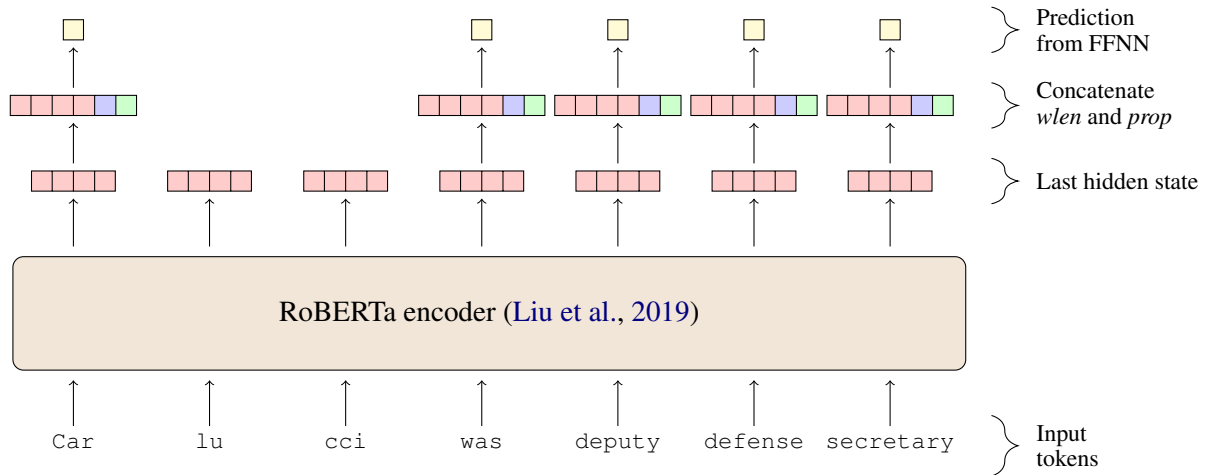 Prediction
from FFNN
Concatenate
wlen and prop
Last hidden state
RoBERTa encoder (Liu et al., 2019)
Car lu cci was deputy defense secretary
Input
tokens